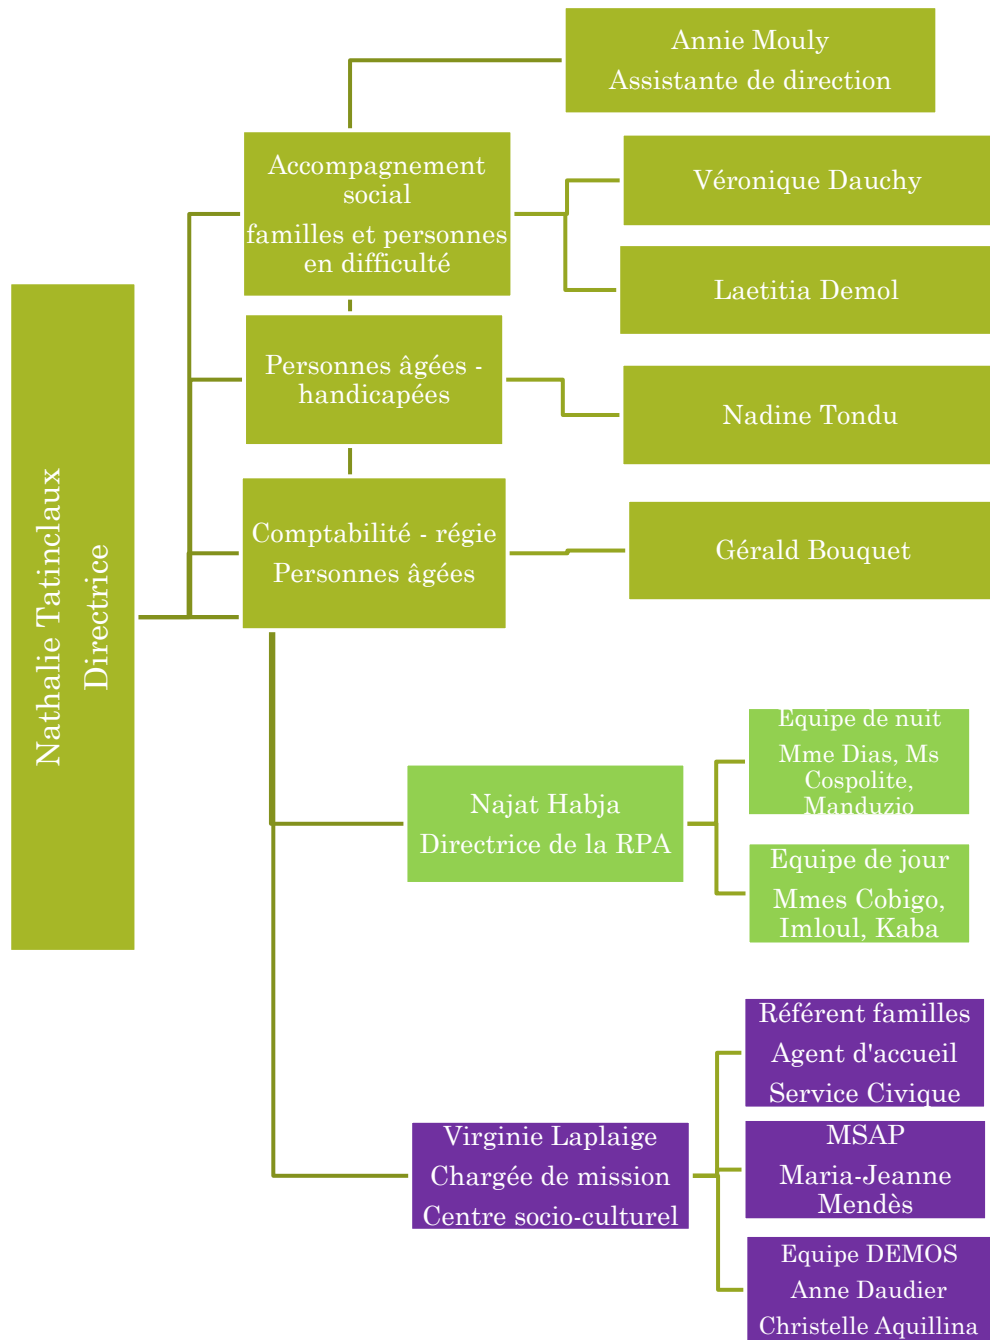 Annie Mouly
Assistante de direction
Accompagnement
social
familles et personnes
en difficulté
Véronique Dauchy
Laetitia Demol
Nathalie Tatinclaux
Directrice
Personnes âgées -
handicapées
Nadine Tondu
Comptabilité - régie
Personnes âgées
Gérald Bouquet
Najat Habja
Directrice de la RPA
Equipe de nuit
Mme Dias, Ms
Cospolite,
Manduzio
Equipe de jour
Mmes Cobigo,
Imloul, Kaba
Virginie Laplaige
Chargée de mission
Centre socio-culturel
Référent familles
Agent d'accueil
Service Civique
MSAP
Maria-Jeanne
Mendès
Equipe DEMOS
Anne Daudier
Christelle Aquillina